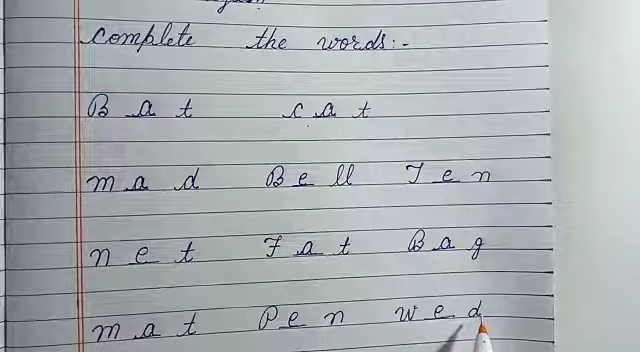 Complete the words:-
Bat cat
mad Bell Ten
net Fat Bag
mat Pen wed